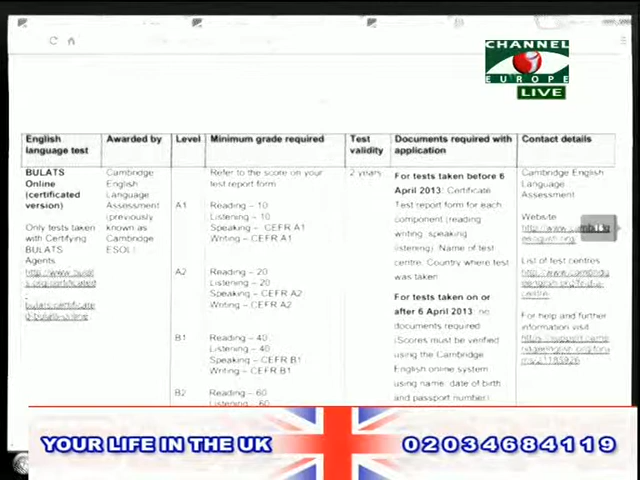 CHANNEL
EUROPE
LIVE
English
language test
Awarded by
Level
Minimum grade required
Test
validity
Documents required with
application
Contact details
BULATS
Online
(certificated
version)
Only tests taken
with Certifying
BULATS
Agents
Cambridge
English
Language
Assessment
(previously
known as
Cambridge
ESOL)
Refer to the score on your
test report form
A1
Reading – 10
Listening – 10
Speaking – CEFR A1
Writing – CEFR A1
A2
Reading – 20
Listening – 20
Speaking – CEFR A2
Writing – CEFR A2
B1
Reading – 40
Listening – 40
Speaking – CEFR B1
Writing – CEFR B1
B2
Reading – 60
Listening – 60
2 years
For tests taken before 6
April 2013: Certificate
Test report form for each
component (reading
writing, speaking
listening). Name of test
centre. Country where test
was taken
For tests taken on or
after 6 April 2013: no
documents required
(Scores must be verified
using the Cambridge
English online system
using name, date of birth
and passport number)
Cambridge English
Language
Assessment
Website
List of test centres
For help and further
information visit
YOUR LIFE IN THE UK
02034684119